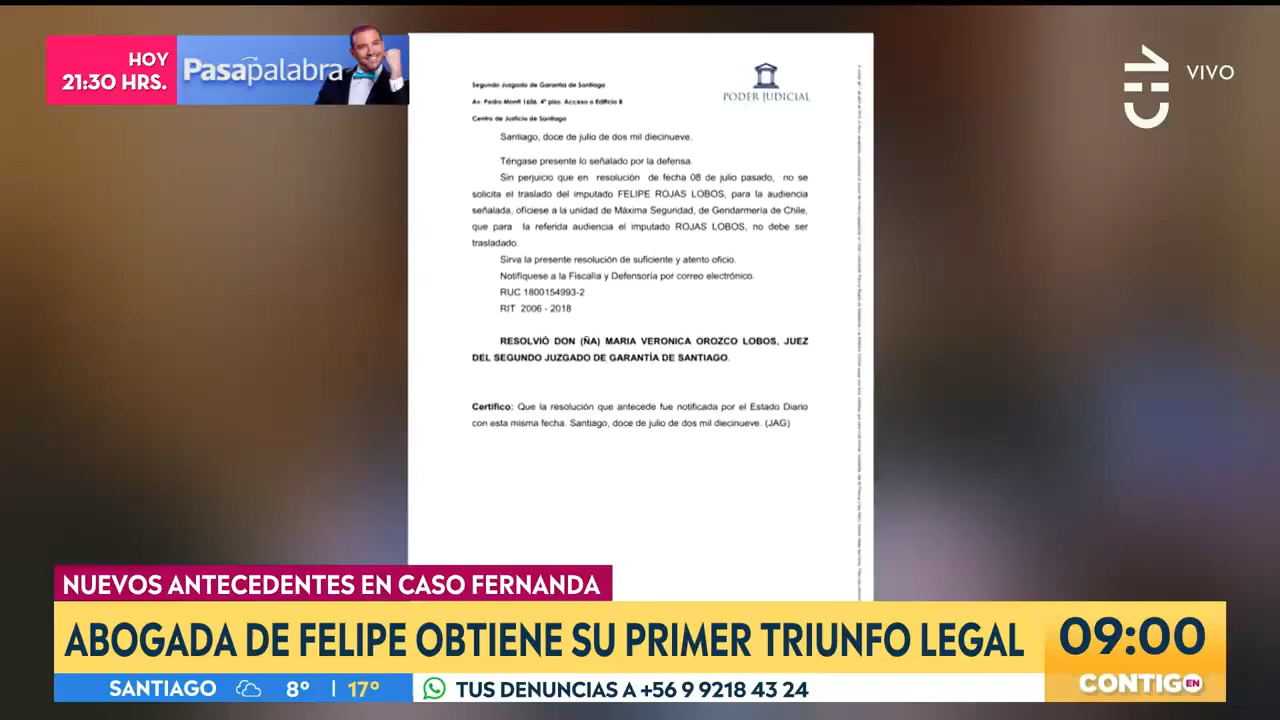 HOY
21:30 HRS.
Pasapalabra
CHV
VIVO
Segundo Juzgado de Garantía de Santiago
Av. Pedro Montt 1606. 4º piso. Acceso a Edificio B
Centro de Justicia de Santiago
PODER JUDICIAL
Santiago, doce de julio de dos mil diecinueve.
Téngase presente lo señalado por la defensa.
Sin perjuicio que en resolución de fecha 08 de julio pasado, no se
solicita el traslado del imputado FELIPE ROJAS LOBOS, para la audiencia
señalada, ofíciese a la unidad de Máxima Seguridad, de Gendarmería de Chile,
que para la referida audiencia el imputado ROJAS LOBOS, no debe ser
trasladado.
Sirva la presente resolución de suficiente y atento oficio.
Notifíquese a la Fiscalía y Defensoría por correo electrónico.
RUC 1800154993-2
RIT 2006 - 2018
RESOLVIÓ DON (ÑA) MARIA VERONICA OROZCO LOBOS, JUEZ
DEL SEGUNDO JUZGADO DE GARANTÍA DE SANTIAGO.
Certifico: Que la resolución que antecede fue notificada por el Estado Diario
con esta misma fecha. Santiago, doce de julio de dos mil diecinueve. (JAG)
NUEVOS ANTECEDENTES EN CASO FERNANDA
ABOGADA DE FELIPE OBTIENE SU PRIMER TRIUNFO LEGAL
09:00
SANTIAGO 8º | 17º
TUS DENUNCIAS A +56 9 9218 43 24
CONTIGO EN